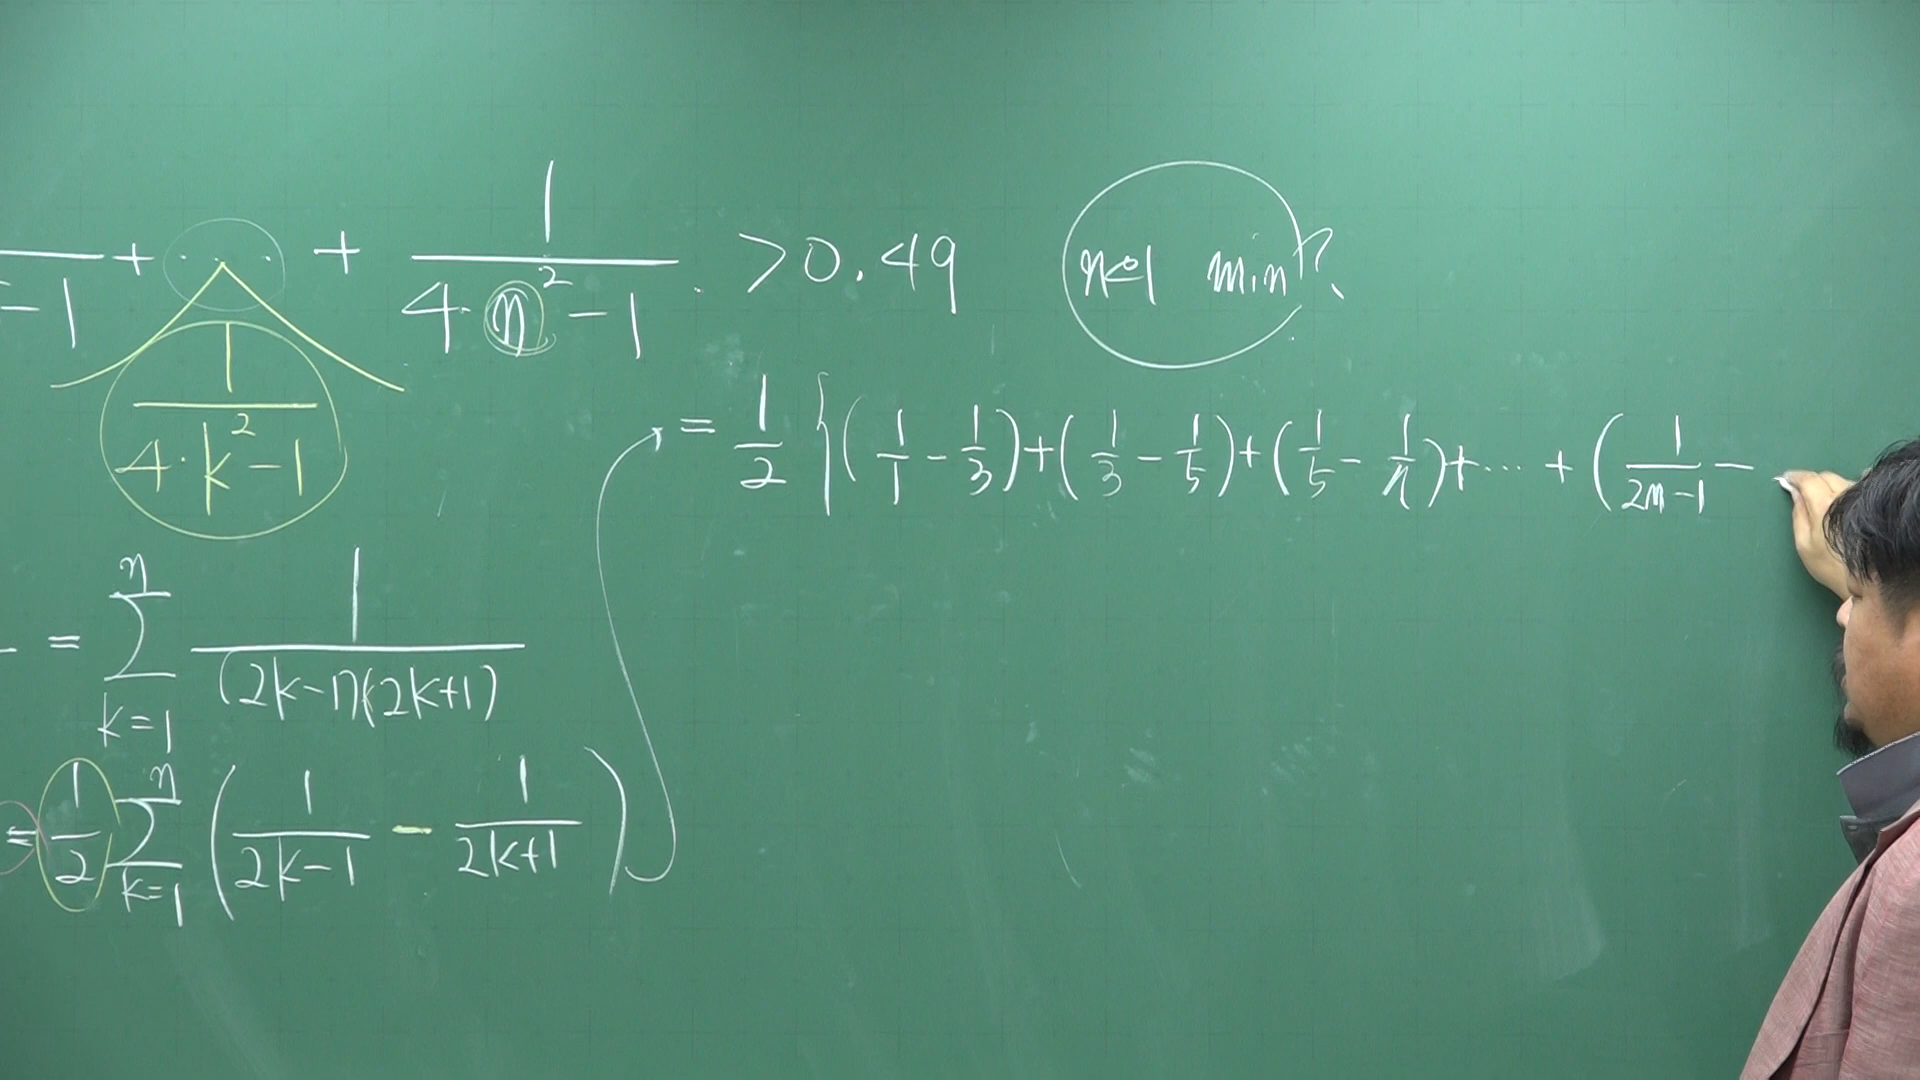 -1 + ... + 1/(4·n²-1) > 0.49 n의 min?
1/(4·k²-1)
= 1/2 {(1/1 - 1/3) + (1/3 - 1/5) + (1/5 - 1/7) + ... + (1/(2n-1) -
= Σ_{k=1}^{n} 1/((2k-1)(2k+1))
= 1/2 Σ_{k=1}^{n} (1/(2k-1) - 1/(2k+1))